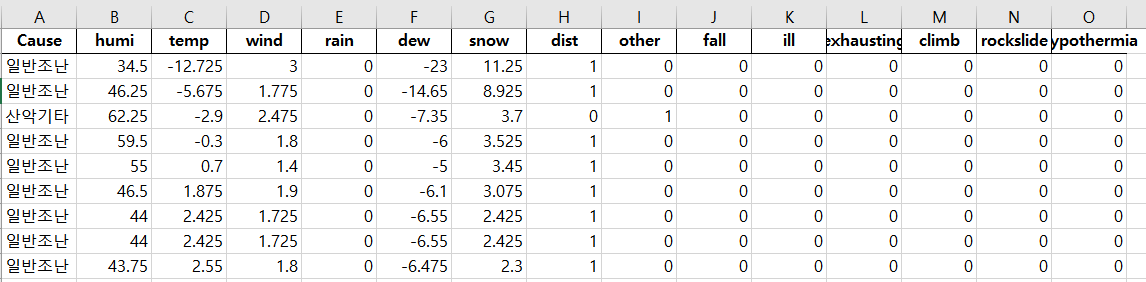 A B C D E F G H I J K L M N O
Cause humi temp wind rain dew snow dist other fall ill exhausting climb rockslide ypothermia
일반조난 34.5 -12.725 3 0 -23 11.25 1 0 0 0 0 0 0 0
일반조난 46.25 -5.675 1.775 0 -14.65 8.925 1 0 0 0 0 0 0 0
산악기타 62.25 -2.9 2.475 0 -7.35 3.7 0 1 0 0 0 0 0 0
일반조난 59.5 -0.3 1.8 0 -6 3.525 1 0 0 0 0 0 0 0
일반조난 55 0.7 1.4 0 -5 3.45 1 0 0 0 0 0 0 0
일반조난 46.5 1.875 1.9 0 -6.1 3.075 1 0 0 0 0 0 0 0
일반조난 44 2.425 1.725 0 -6.55 2.425 1 0 0 0 0 0 0 0
일반조난 44 2.425 1.725 0 -6.55 2.425 1 0 0 0 0 0 0 0
일반조난 43.75 2.55 1.8 0 -6.475 2.3 1 0 0 0 0 0 0 0